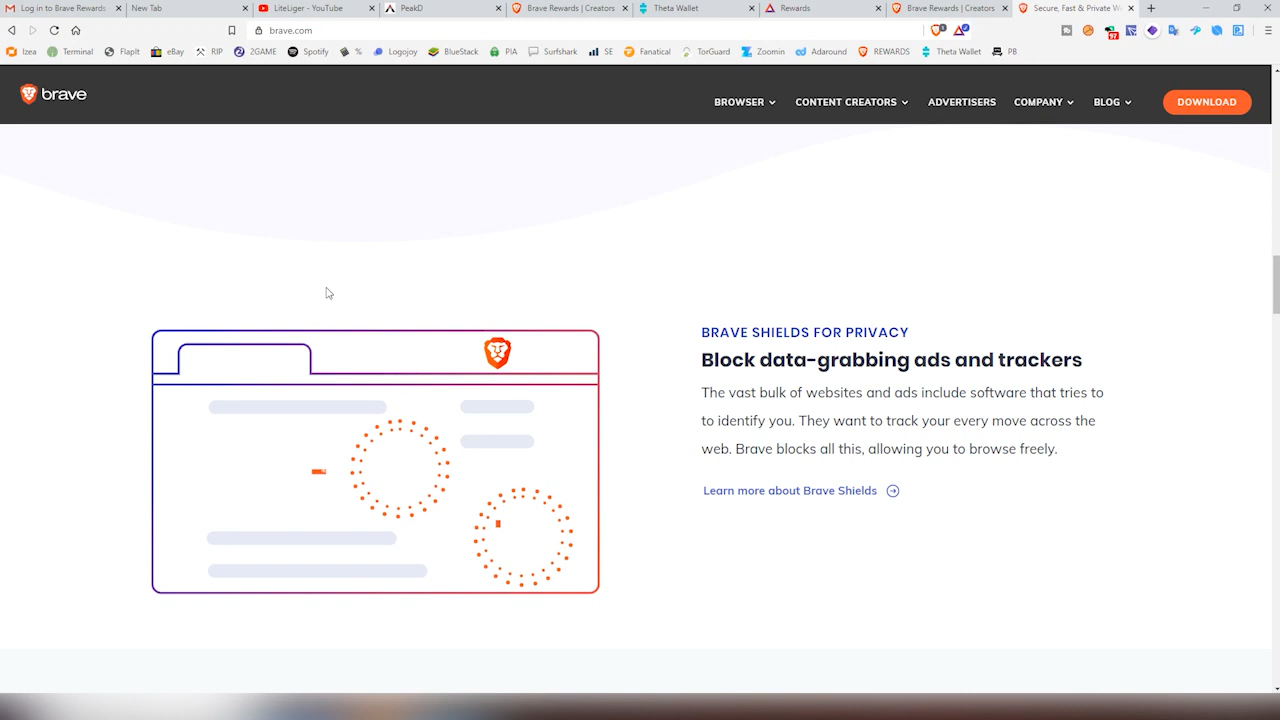 Log in to Brave Rewards
New Tab
LiteLiger - YouTube
PeakD
Brave Rewards | Creators
Theta Wallet
Rewards
Brave Rewards | Creators
Secure, Fast & Private W
brave.com
Izea
Terminal
FlapIt
eBay
RIP
2GAME
Spotify
%
Logojoy
BlueStack
PIA
Surfshark
SE
Fanatical
TorGuard
Zoomin
Adaround
REWARDS
Theta Wallet
PB
97
brave
BROWSER
CONTENT CREATORS
ADVERTISERS
COMPANY
BLOG
DOWNLOAD
BRAVE SHIELDS FOR PRIVACY
Block data-grabbing ads and trackers
The vast bulk of websites and ads include software that tries to
to identify you. They want to track your every move across the
web. Brave blocks all this, allowing you to browse freely.
Learn more about Brave Shields